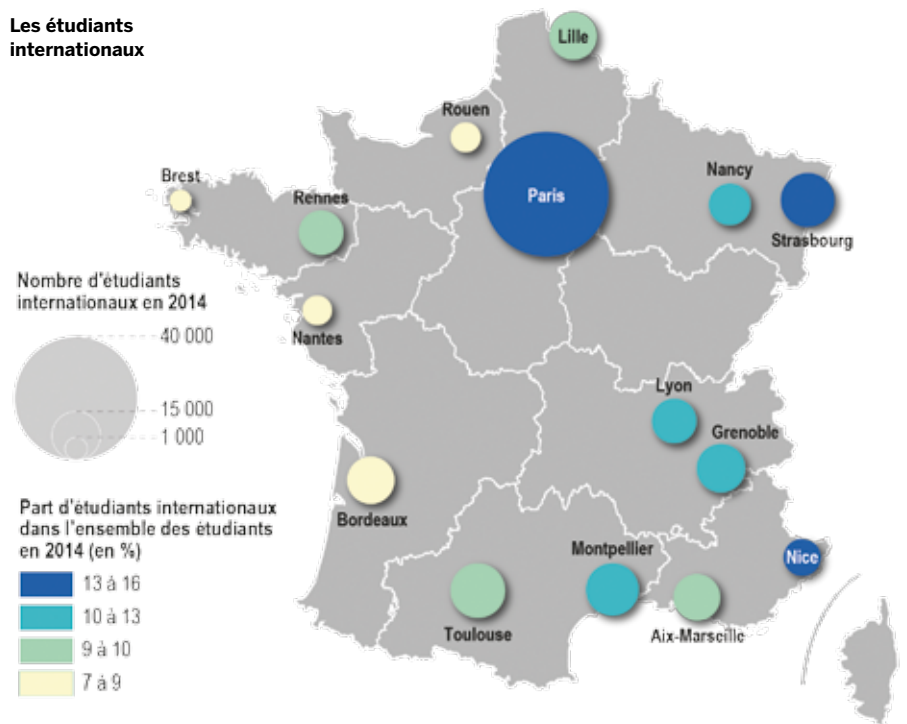 Les étudiants
internationaux
Lille
Rouen
Brest
Rennes
Paris
Nancy
Strasbourg
Nombre d'étudiants
internationaux en 2014
40 000
15 000
1 000
Nantes
Lyon
Grenoble
Part d'étudiants internationaux
dans l'ensemble des étudiants
en 2014 (en %)
13 à 16
10 à 13
9 à 10
7 à 9
Bordeaux
Montpellier
Nice
Toulouse
Aix-Marseille